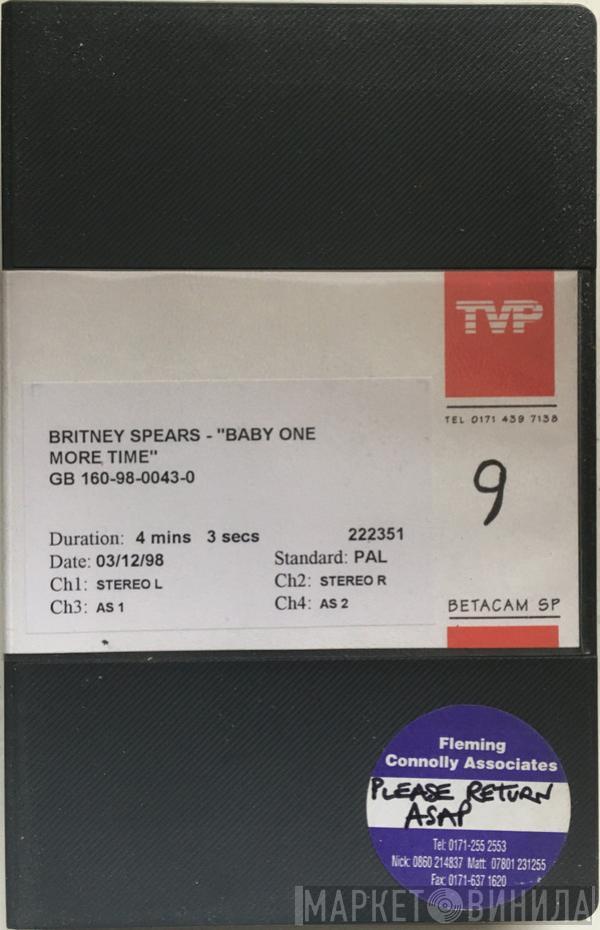 TVP
TEL 0171 439 7138
BRITNEY SPEARS - "BABY ONE
MORE TIME"
GB 160-98-0043-0
9
Duration: 4 mins 3 secs 222351
Date: 03/12/98 Standard: PAL
Ch1: STEREO L Ch2: STEREO R
Ch3: AS 1 Ch4: AS 2
BETACAM SP
Fleming
Connolly Associates
PLEASE RETURN
ASAP
Tel: 0171-255 2553
Nick: 0860 214837 Matt: 07801 231255
Fax: 0171-637 1620
МАРКЕТ ВИНИЛА